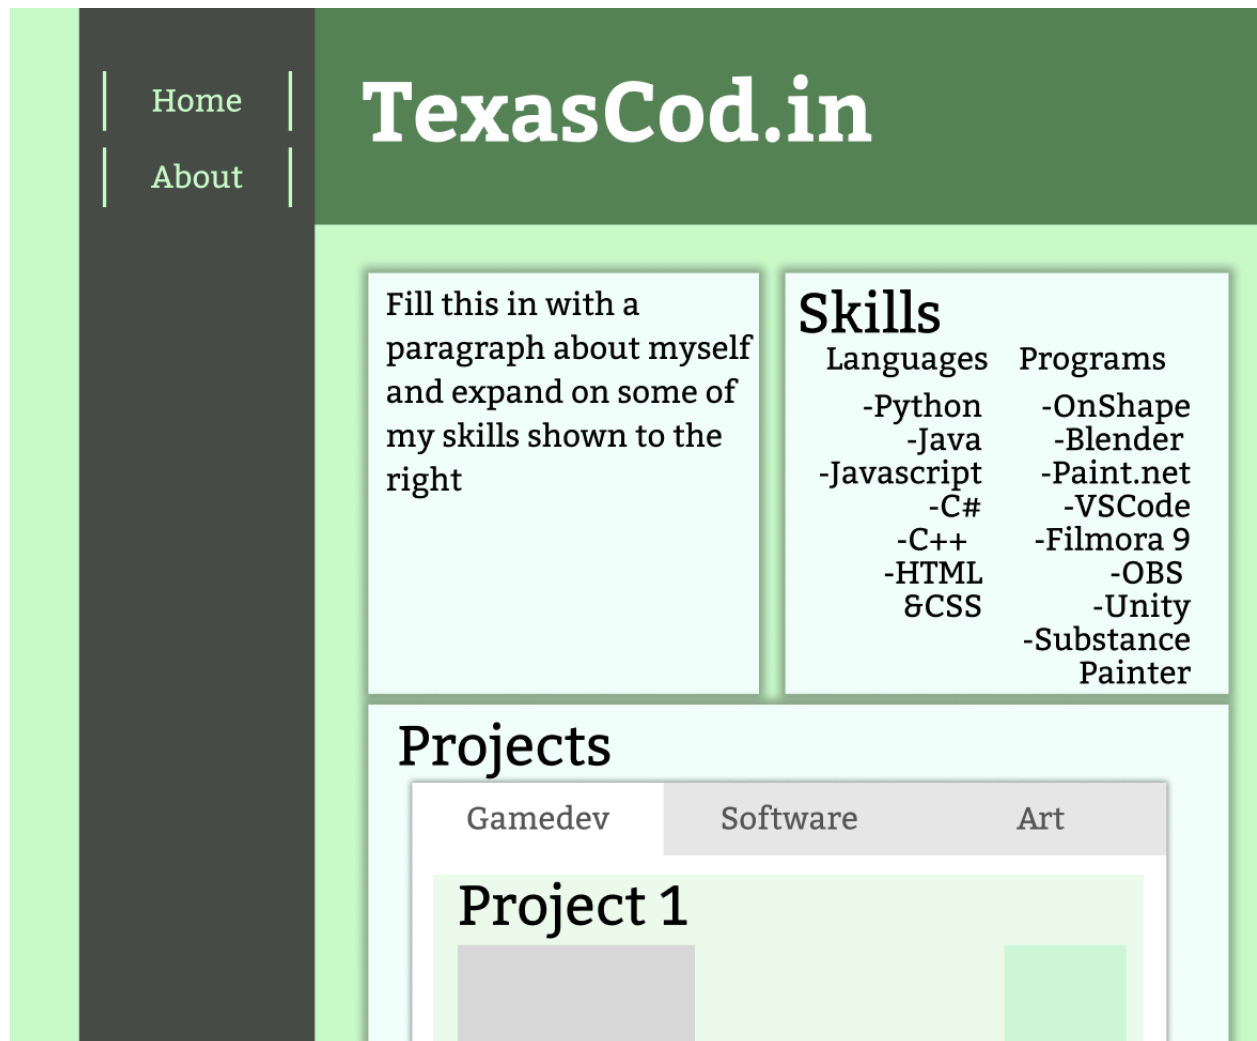 Home
About
TexasCod.in
Fill this in with a
paragraph about myself
and expand on some of
my skills shown to the
right
Skills
Languages
-Python
-Java
-Javascript
-C#
-C++
-HTML
&CSS
Programs
-OnShape
-Blender
-Paint.net
-VSCode
-Filmora 9
-OBS
-Unity
-Substance
Painter
Projects
Gamedev
Software
Art
Project 1